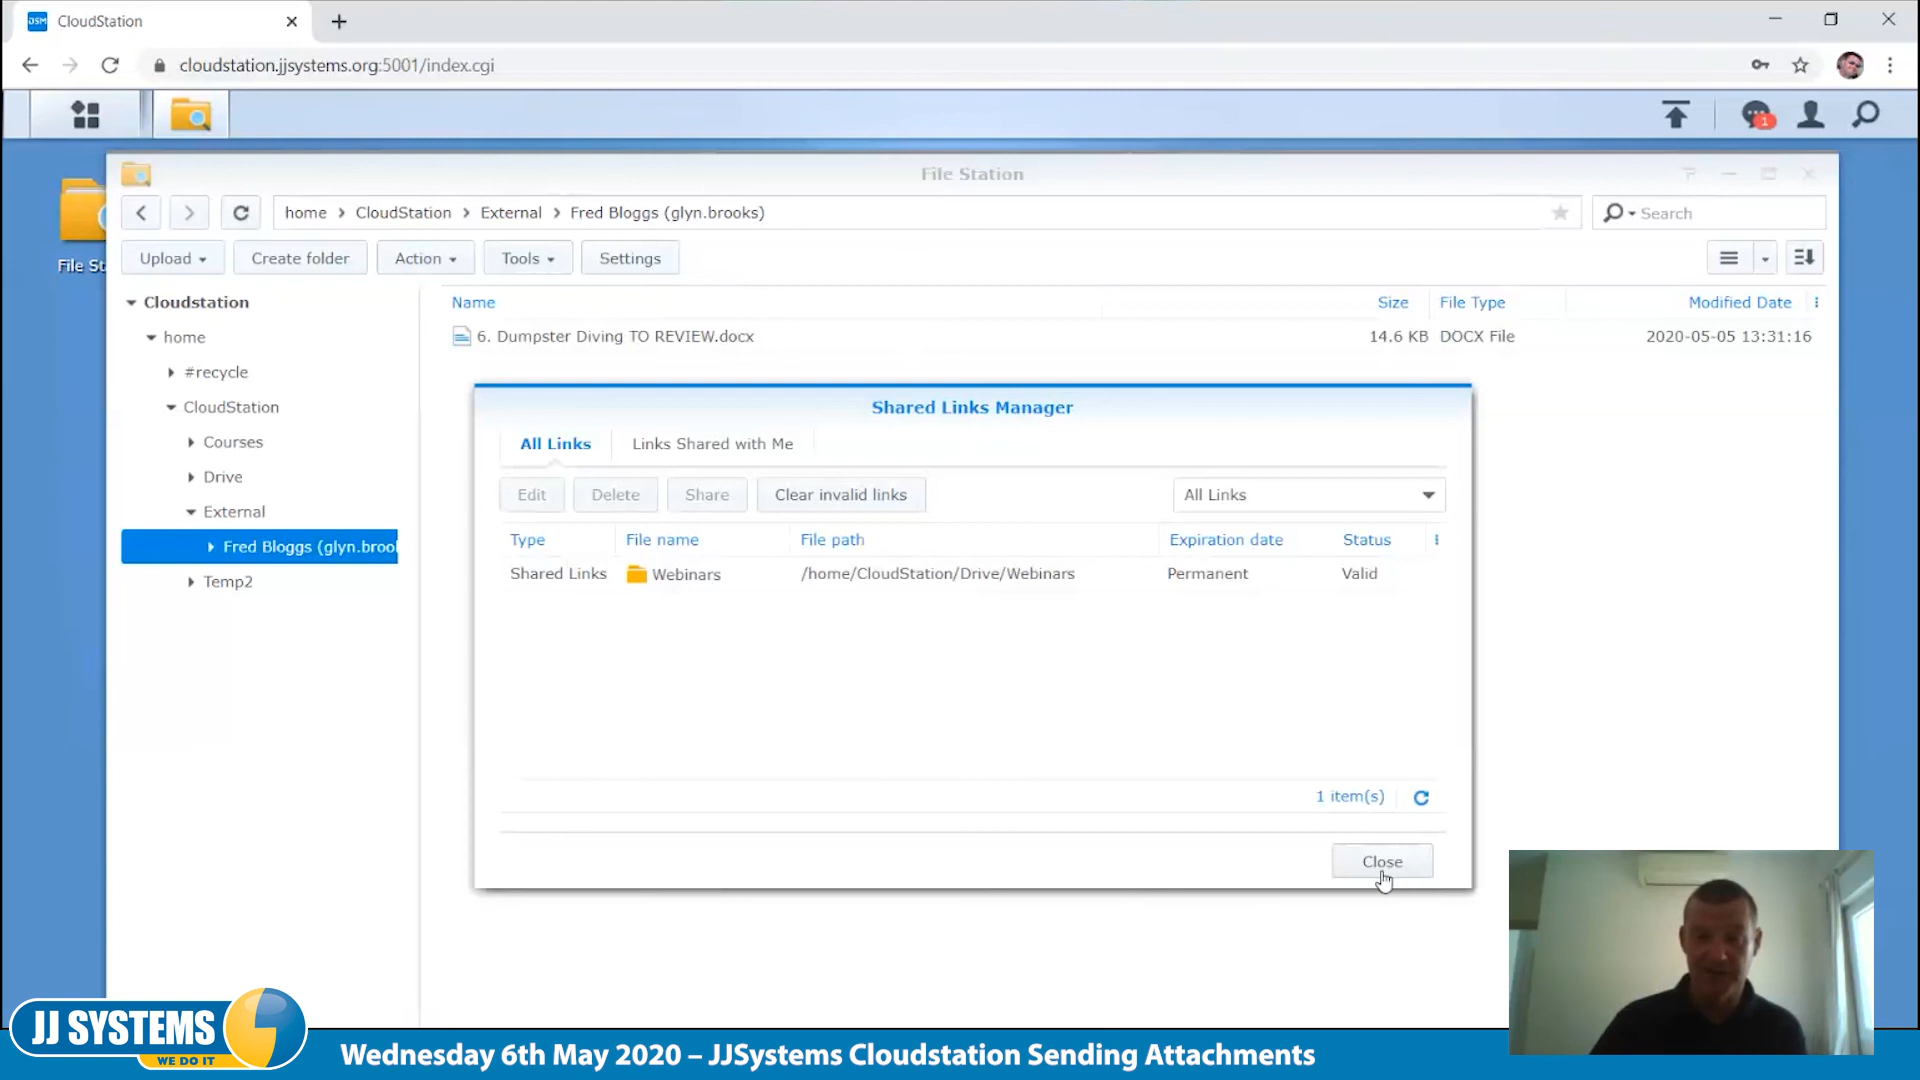 CloudStation
cloudstation.jjsystems.org:5001/index.cgi
1
File Station
File St
home CloudStation External Fred Bloggs (glyn.brooks)
Search
Upload Create folder Action Tools Settings
Cloudstation
home
#recycle
CloudStation
Courses
Drive
External
Fred Bloggs (glyn.brool
Temp2
Name Size File Type Modified Date
6. Dumpster Diving TO REVIEW.docx 14.6 KB DOCX File 2020-05-05 13:31:16
Shared Links Manager
All Links Links Shared with Me
Edit Delete Share Clear invalid links All Links
Type File name File path Expiration date Status
Shared Links Webinars /home/CloudStation/Drive/Webinars Permanent Valid
1 item(s)
Close
JJ SYSTEMS
WE DO IT
Wednesday 6th May 2020 – JJSystems Cloudstation Sending Attachments